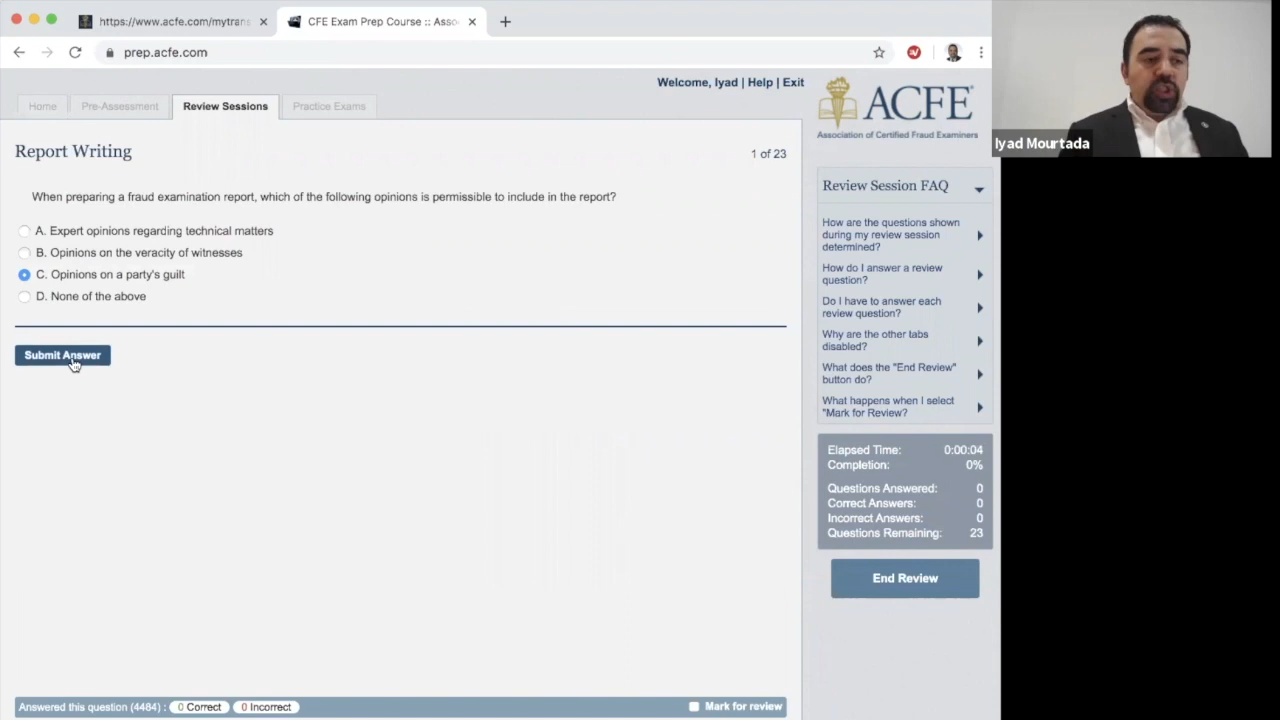 https://www.acfe.com/mytrans
CFE Exam Prep Course :: Asso
prep.acfe.com
Welcome, Iyad | Help | Exit
Home
Pre-Assessment
Review Sessions
Practice Exams
ACFE
Association of Certified Fraud Examiners
Iyad Mourtada
Report Writing
1 of 23
When preparing a fraud examination report, which of the following opinions is permissible to include in the report?
A. Expert opinions regarding technical matters
B. Opinions on the veracity of witnesses
C. Opinions on a party's guilt
D. None of the above
Submit Answer
Review Session FAQ
How are the questions shown
during my review session
determined?
How do I answer a review
question?
Do I have to answer each
review question?
Why are the other tabs
disabled?
What does the "End Review"
button do?
What happens when I select
"Mark for Review?
Elapsed Time: 0:00:04
Completion: 0%
Questions Answered: 0
Correct Answers: 0
Incorrect Answers: 0
Questions Remaining: 23
End Review
Answered this question (4484) : 0 Correct 0 Incorrect
Mark for review